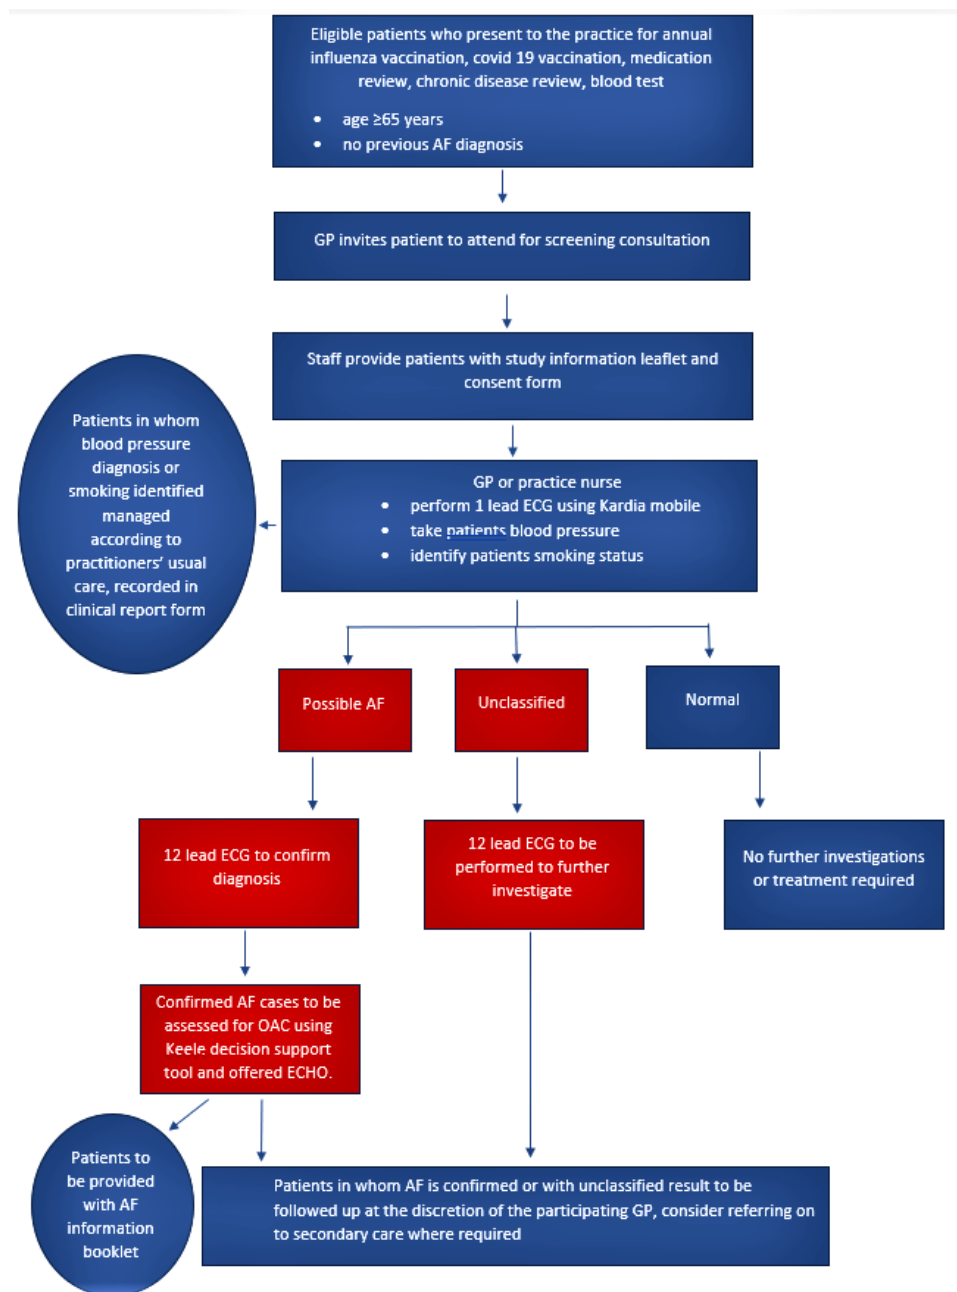 Eligible patients who present to the practice for annual
influenza vaccination, covid 19 vaccination, medication
review, chronic disease review, blood test
• age ≥65 years
• no previous AF diagnosis
GP invites patient to attend for screening consultation
Staff provide patients with study information leaflet and
consent form
Patients in whom
blood pressure
diagnosis or
smoking identified
managed
according to
practitioners’ usual
care, recorded in
clinical report form
GP or practice nurse
• perform 1 lead ECG using Kardia mobile
• take patients blood pressure
• identify patients smoking status
Possible AF
Unclassified
Normal
12 lead ECG to confirm
diagnosis
12 lead ECG to be
performed to further
investigate
No further investigations
or treatment required
Confirmed AF cases to be
assessed for OAC using
Keele decision support
tool and offered ECHO.
Patients to
be provided
with AF
information
booklet
Patients in whom AF is confirmed or with unclassified result to be
followed up at the discretion of the participating GP, consider referring on
to secondary care where required